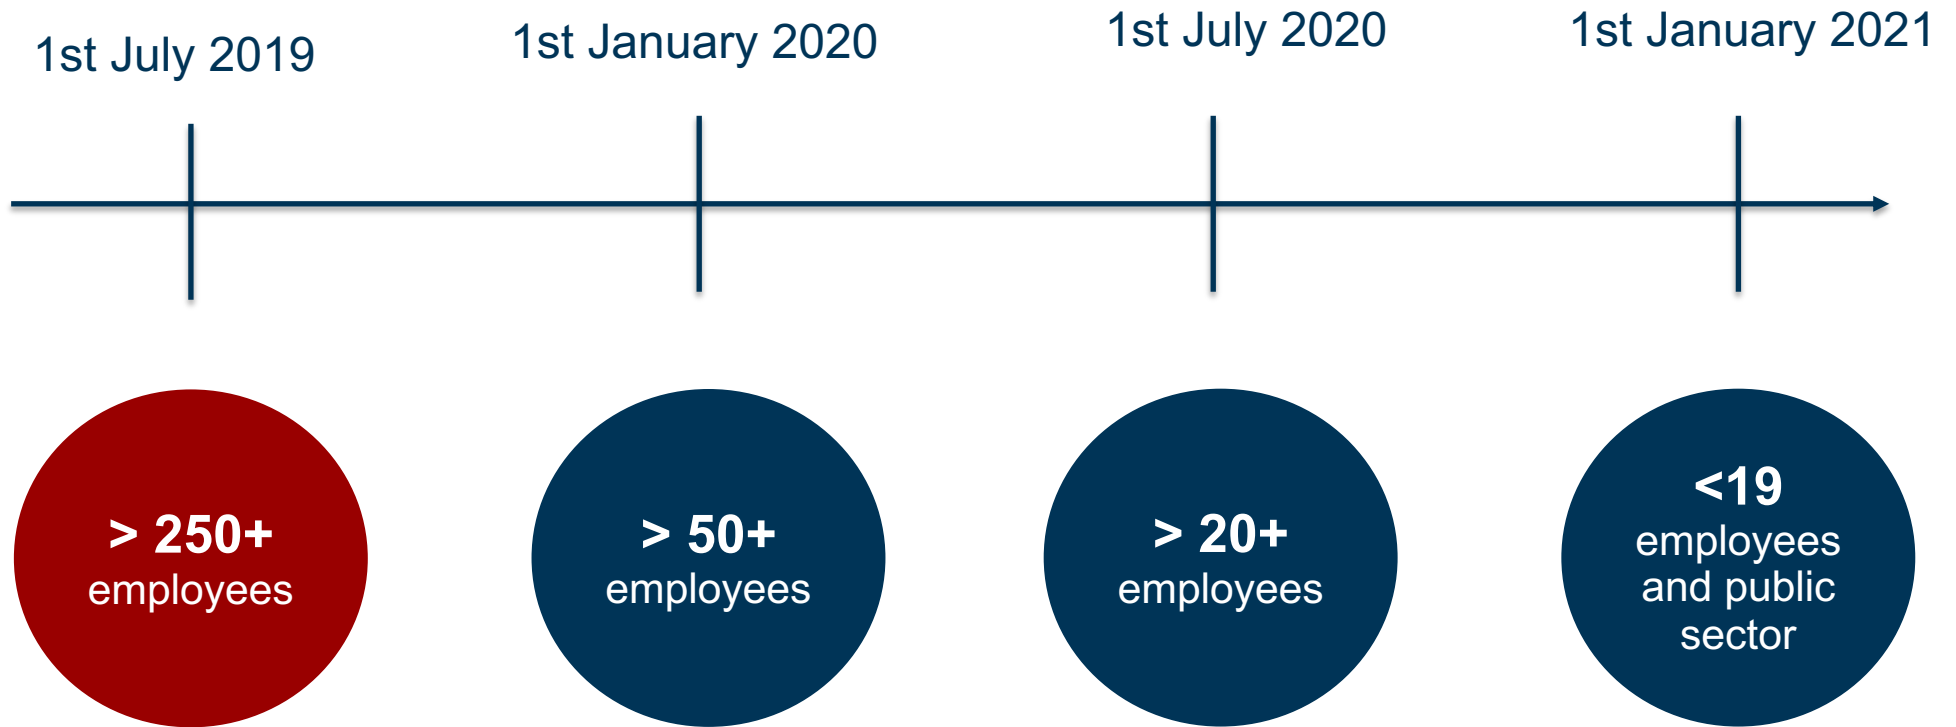 1st July 2019
1st January 2020
1st July 2020
1st January 2021
> 250+
employees
> 50+
employees
> 20+
employees
<19
employees
and public
sector